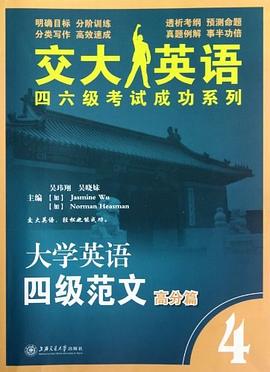 明确目标 分阶训练
分类写作 高效速成
透析考纲 预测命题
真题例解 事半功倍
交大 英语
四六级考试成功系列
吴玮翔 吴晓妹
主编 【加】 Jasmine Wu
【加】 Norman Heasman
交大英语，轻松也能成功。
大学英语
四级范文 高分篇
4
上海交通大学出版社